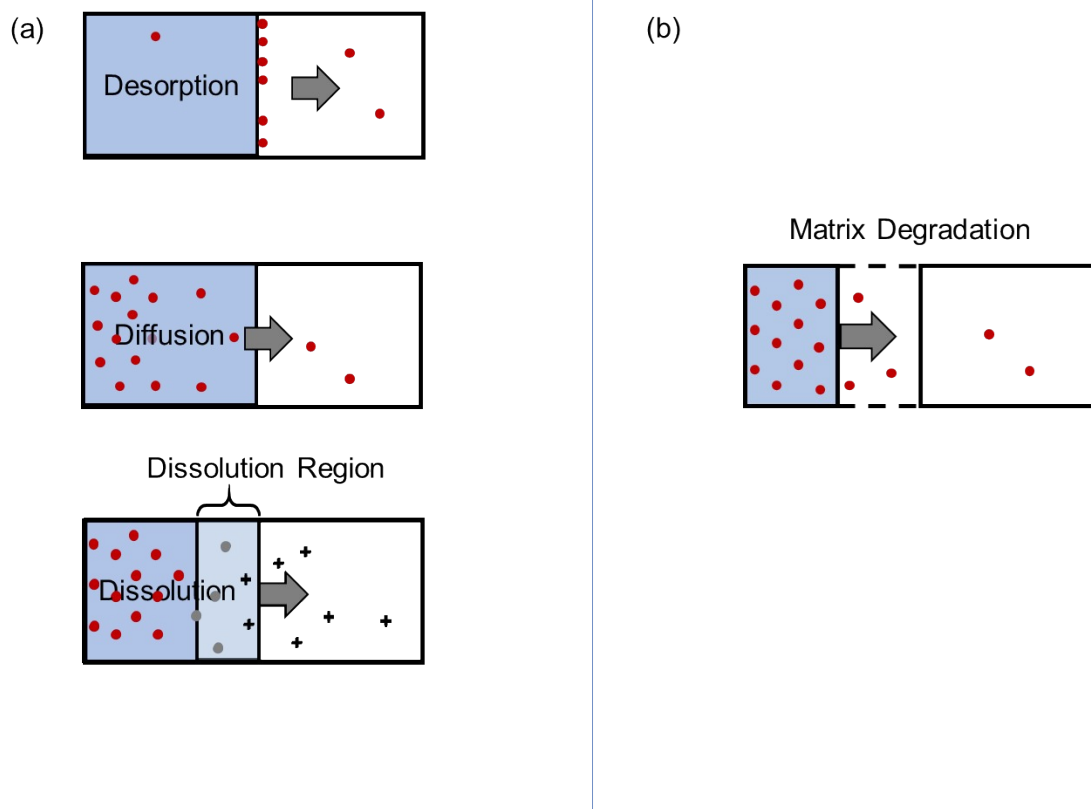 (a)
Desorption
Diffusion
Dissolution Region
Dissolution
(b)
Matrix Degradation